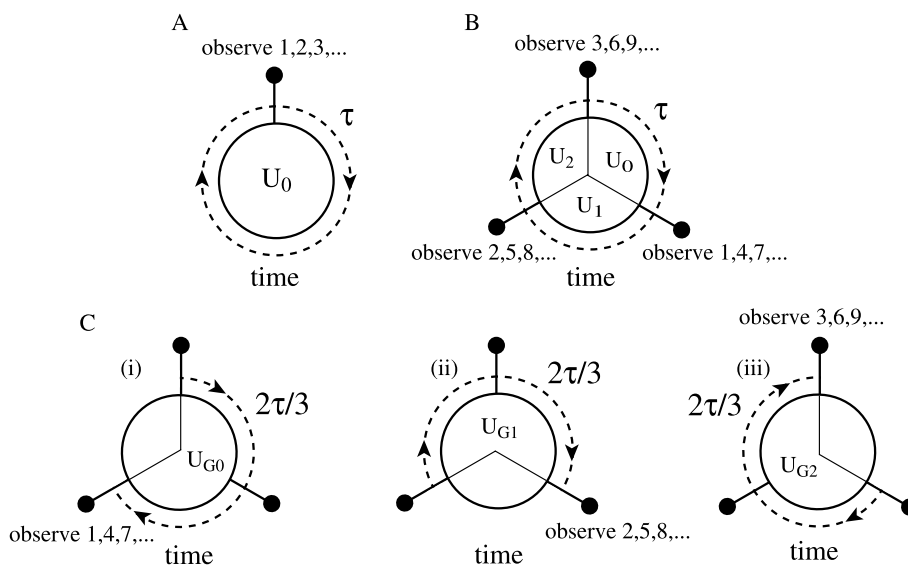 A
B
observe 1,2,3,...
observe 3,6,9,...
τ
τ
U0
U2
UO
U1
observe 2,5,8,...
observe 1,4,7,...
time
time
C
observe 3,6,9,...
(i)
(ii)
(iii)
2τ/3
2τ/3
2τ/3
UG0
UG1
UG2
observe 1,4,7,...
observe 2,5,8,...
time
time
time